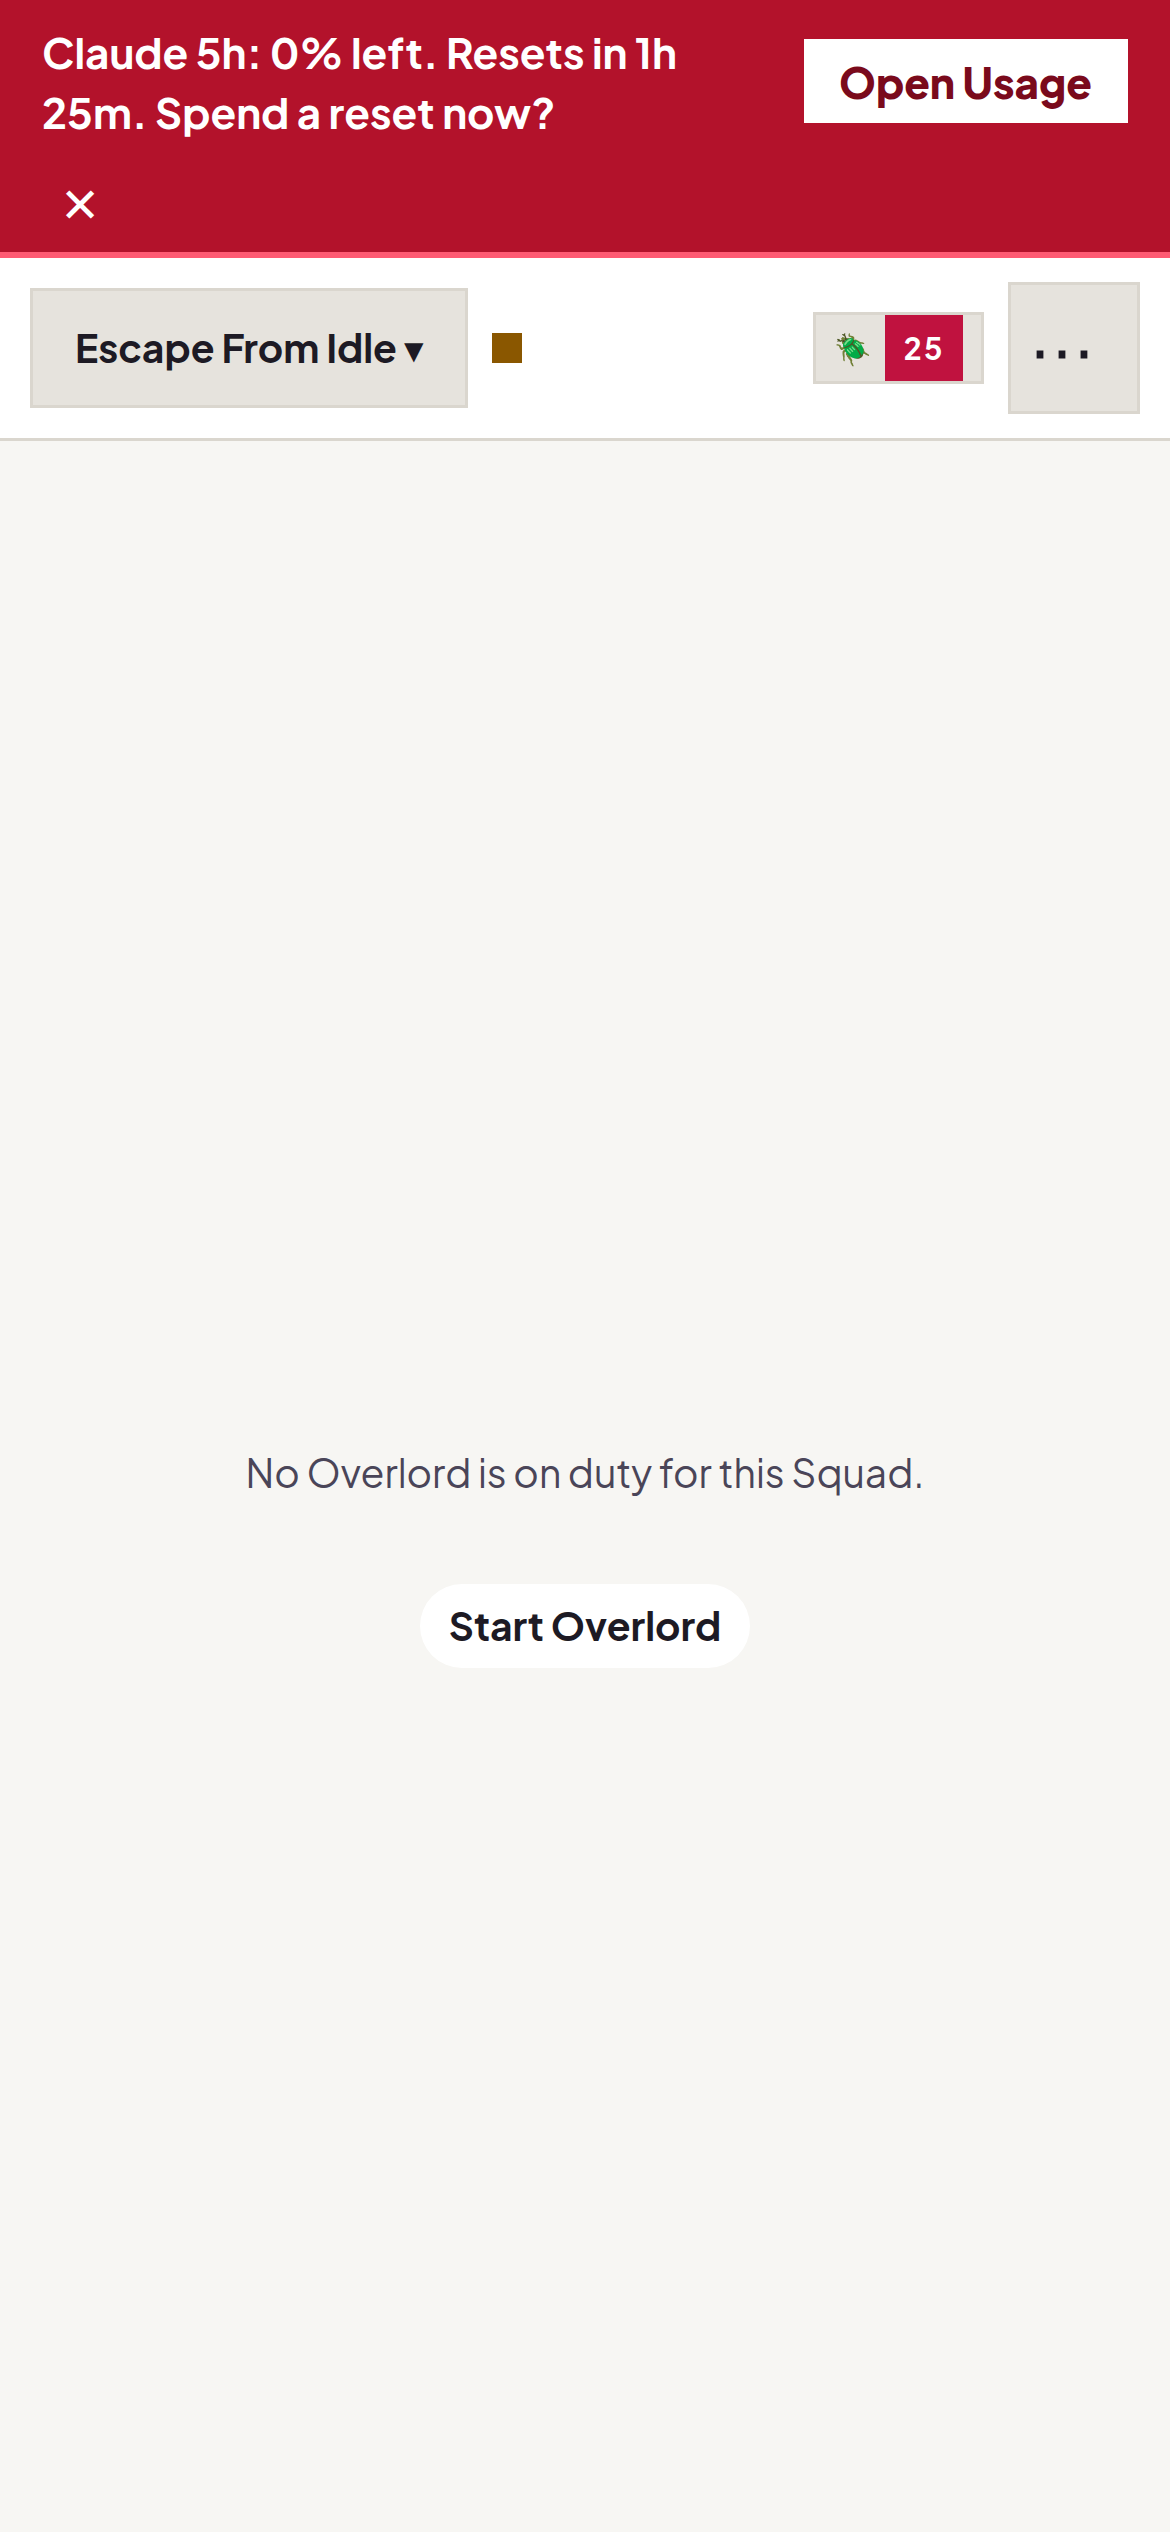 Claude 5h: 0% left. Resets in 1h
25m. Spend a reset now?
Open Usage
✕
Escape From Idle ▾
25
...
No Overlord is on duty for this Squad.
Start Overlord